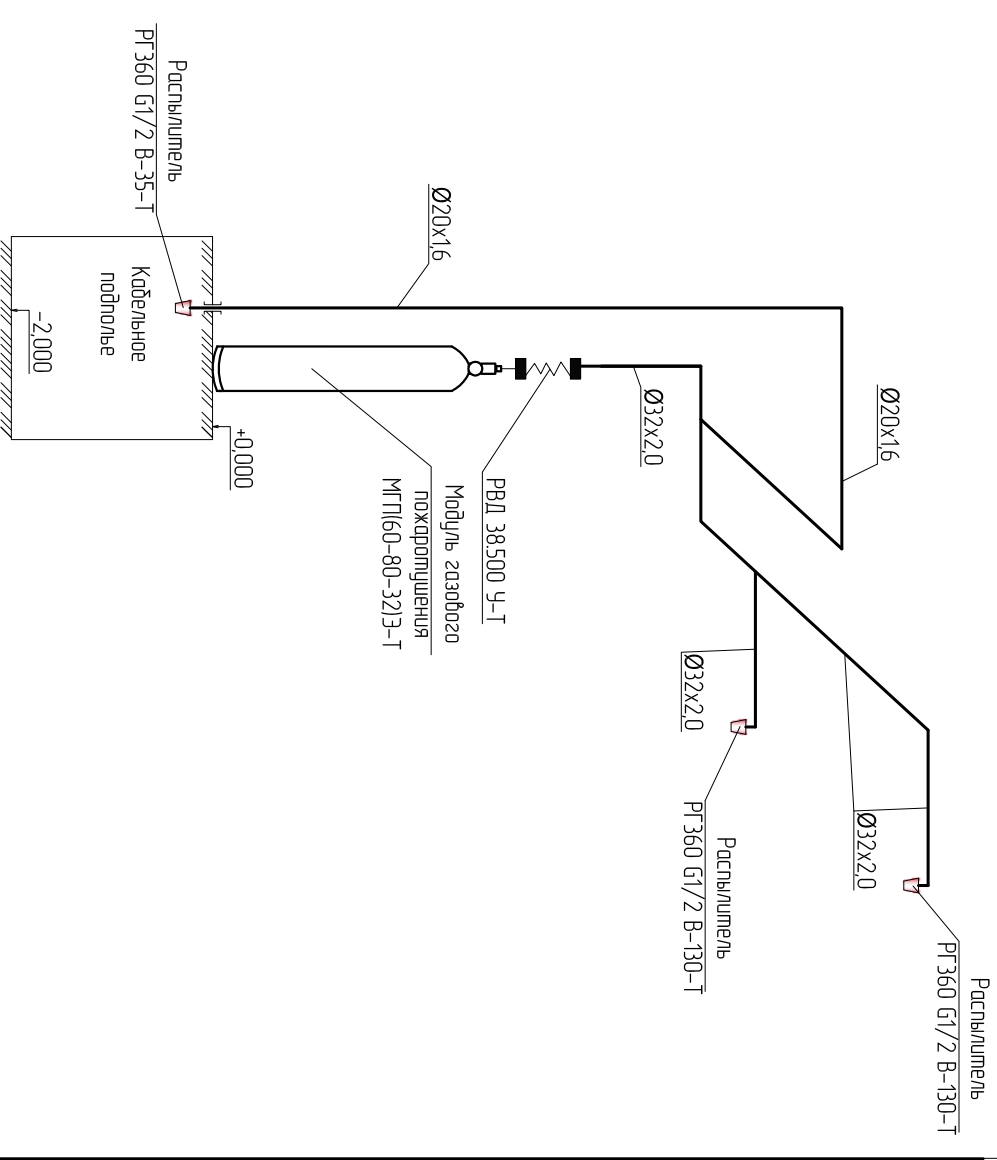 Распылитель
РГ360 G1/2 В-130-Т
Ø32х2,0
Распылитель
РГ360 G1/2 В-130-Т
Ø32х2,0
Ø20х1,6
Ø32х2,0
РВД 38.500 У-Т
Модуль газового
пожаротушения
МГП(60-80-32)Э-Т
Ø20х1,6
+0,000
Распылитель
РГ360 G1/2 В-35-Т
Кабельное
подполье
-2,000